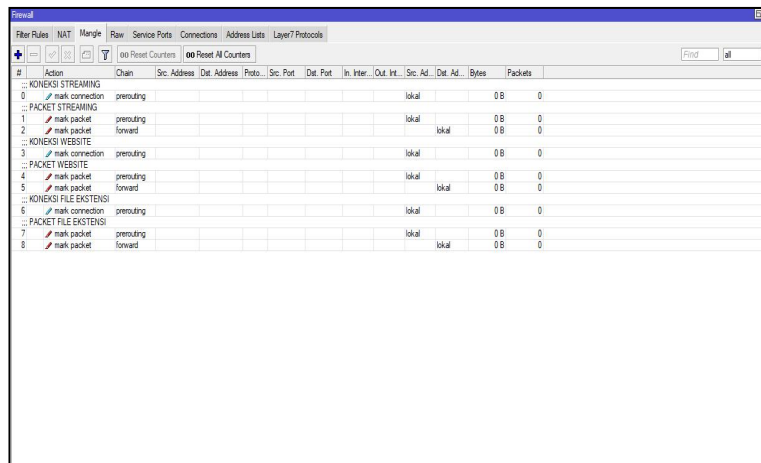 Firewall
Filter Rules NAT Mangle Raw Service Ports Connections Address Lists Layer7 Protocols
00 Reset Counters 00 Reset All Counters Find all
# Action Chain Src. Address Dst. Address Proto... Src. Port Dst. Port In. Inter... Out. Int... Src. Ad... Dst. Ad... Bytes Packets
;;; KONEKSI STREAMING
0 mark connection prerouting lokal 0 B 0
;;; PACKET STREAMING
1 mark packet prerouting lokal 0 B 0
2 mark packet forward lokal 0 B 0
;;; KONEKSI WEBSITE
3 mark connection prerouting lokal 0 B 0
;;; PACKET WEBSITE
4 mark packet prerouting lokal 0 B 0
5 mark packet forward lokal 0 B 0
;;; KONEKSI FILE EKSTENSI
6 mark connection prerouting lokal 0 B 0
;;; PACKET FILE EKSTENSI
7 mark packet prerouting lokal 0 B 0
8 mark packet forward lokal 0 B 0